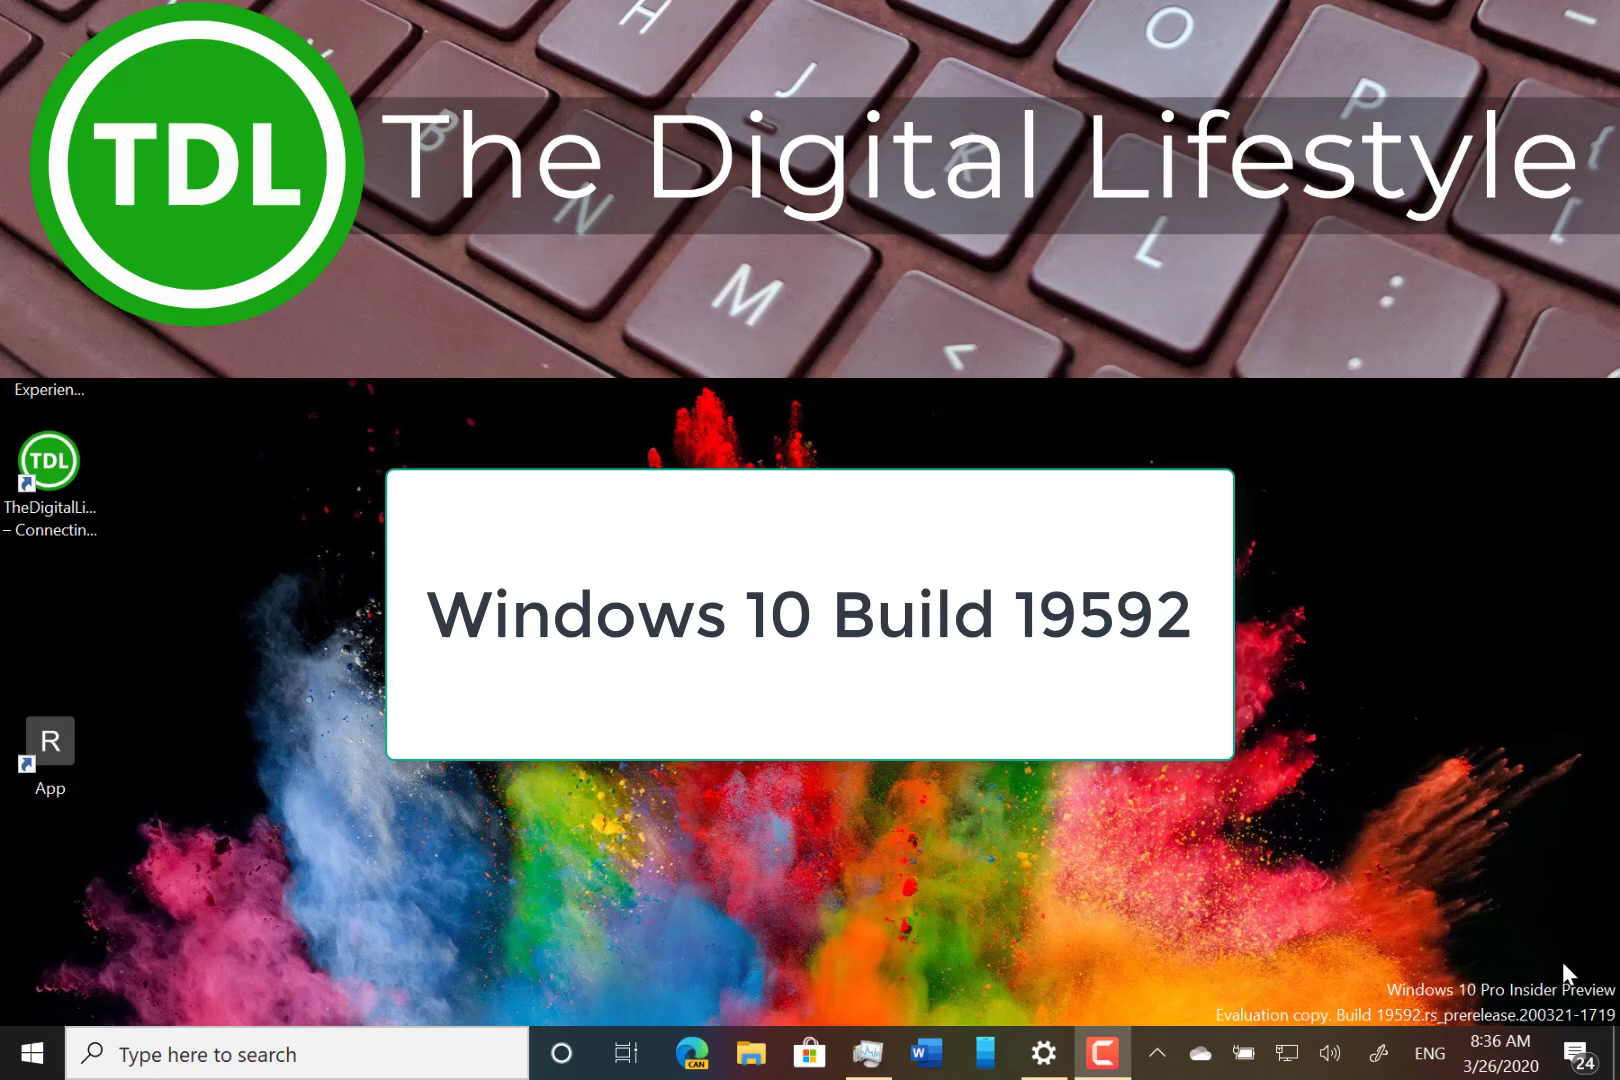 TDL
The Digital Lifestyle
H
J
O
P
B
K
N
L
M
<
:
{
[
Experien...
TDL
TheDigitalLi...
– Connectin...
R
App
Windows 10 Build 19592
Windows 10 Pro Insider Preview
Evaluation copy. Build 19592.rs_prerelease.200321-1719
Type here to search
CAN
W
ENG
8:36 AM
3/26/2020
24